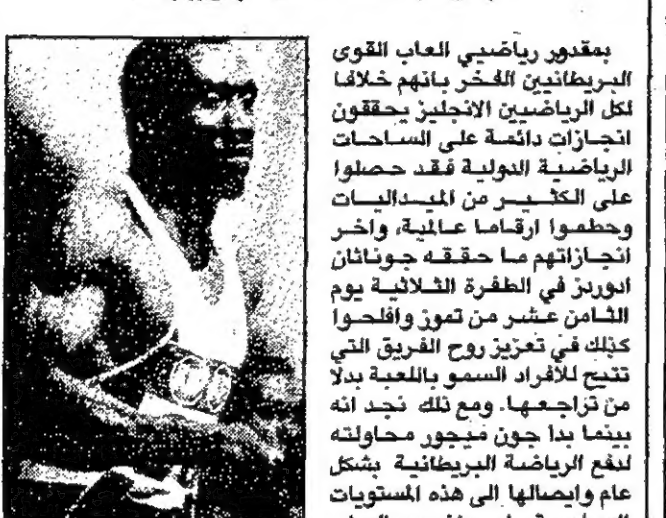 بمقدور رياضيي العاب القوى
البريطانيين الفخر بانهم خلافا
لكل الرياضيين الانجليز يحققون
انجازات دائمة على الساحات
الرياضية الدولية فقد حصلوا
على الكثير من الميداليات
وحطموا ارقاما عالمية، واخر
انجازاتهم ما حققه جوناثان
ادوردز في الطفرة الثلاثية يوم
الثامن عشر من تموز وافلحوا
كذلك في تعزيز روح الفريق التي
تتيح للأفراد السمو باللعبة بدلا
من تراجعها. ومع ذلك نجد انه
بينما بدا جون ميجور محاولته
لدفع الرياضة البريطانية بشكل
عام وايصالها الى هذه المستويات